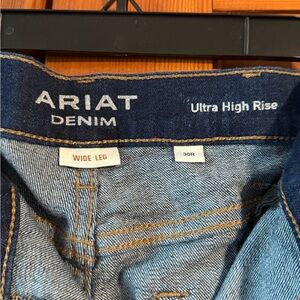 ARIAT
DENIM
Ultra High Rise
WIDE LEG
30R